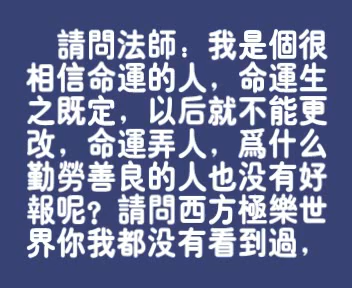 請問法師：我是個很
相信命運的人，命運生
之既定，以后就不能更
改，命運弄人，爲什么
勤勞善良的人也没有好
報呢？請問西方極樂世
界你我都没有看到過，